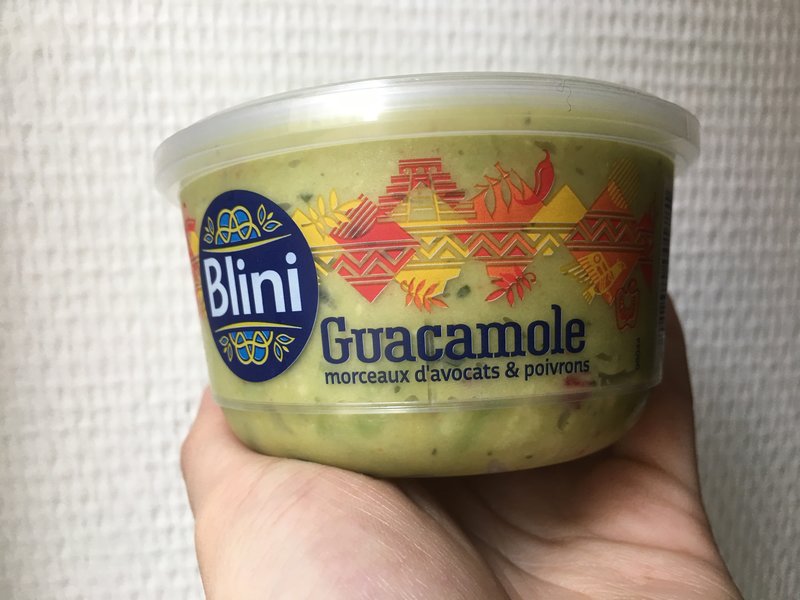 Blini
Guacamole
morceaux d'avocats & poivrons